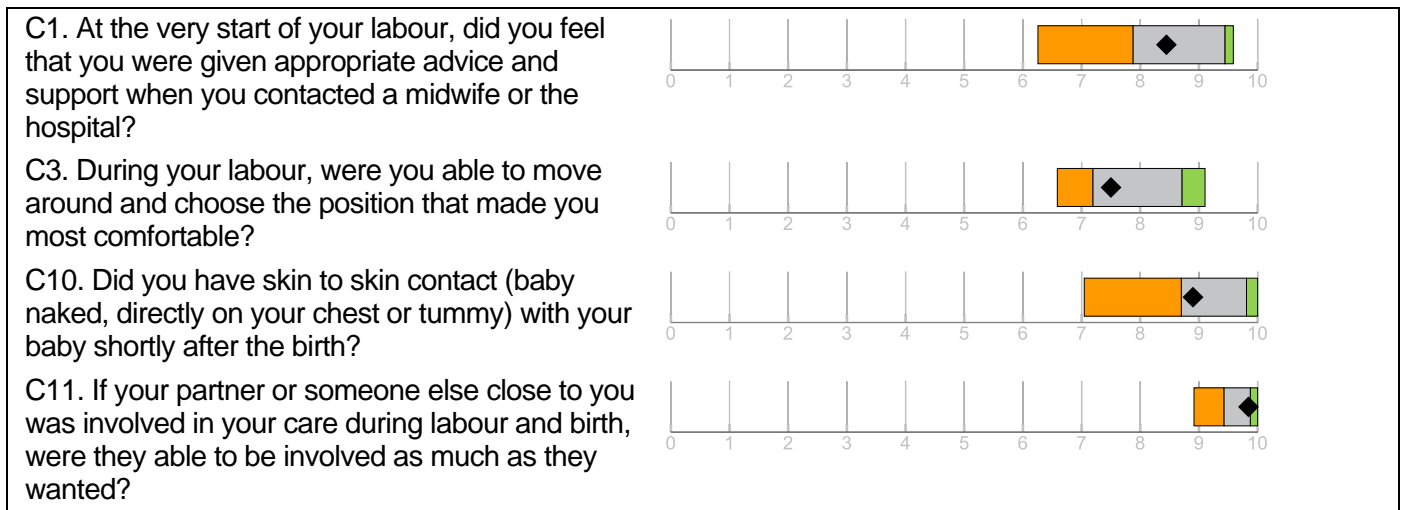 C1. At the very start of your labour, did you feel
that you were given appropriate advice and
support when you contacted a midwife or the
hospital?
0 1 2 3 4 5 6 7 8 9 10
C3. During your labour, were you able to move
around and choose the position that made you
most comfortable?
0 1 2 3 4 5 6 7 8 9 10
C10. Did you have skin to skin contact (baby
naked, directly on your chest or tummy) with your
baby shortly after the birth?
0 1 2 3 4 5 6 7 8 9 10
C11. If your partner or someone else close to you
was involved in your care during labour and birth,
were they able to be involved as much as they
wanted?
0 1 2 3 4 5 6 7 8 9 10